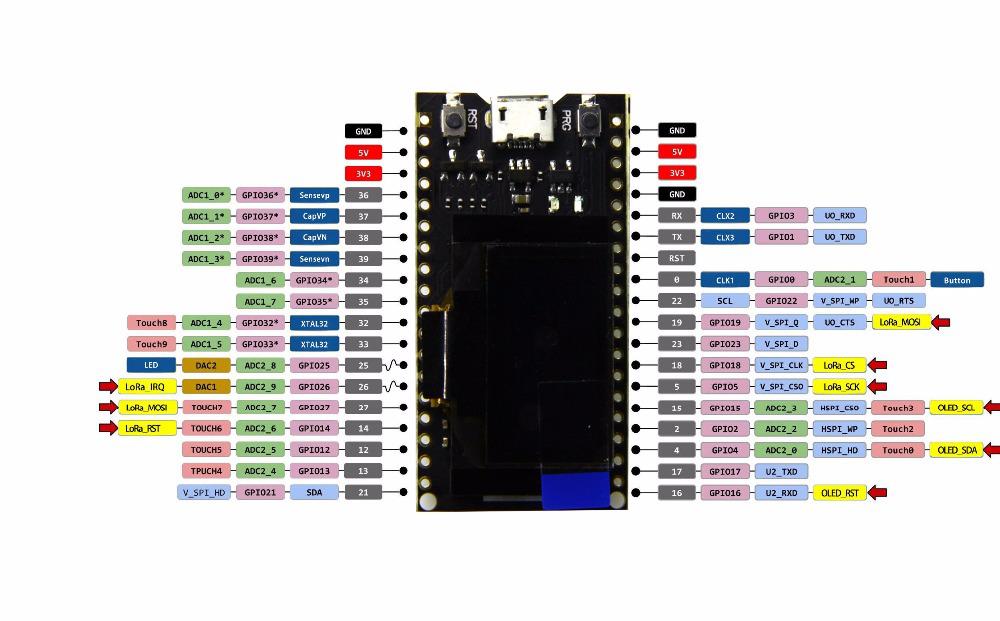 RST PRG
GND GND
5V 5V
3V3 3V3
ADC1_0* GPIO36* Sensevp 36 GND
ADC1_1* GPIO37* CapVP 37 RX CLX2 GPIO3 UO_RXD
ADC1_2* GPIO38* CapVN 38 TX CLX3 GPIO1 UO_TXD
ADC1_3* GPIO39* Sensevn 39 RST
ADC1_6 GPIO34* 34 0 CLK1 GPIO0 ADC2_1 Touch1 Button
ADC1_7 GPIO35* 35 22 SCL GPIO22 V_SPI_WP UO_RTS
Touch8 ADC1_4 GPIO32* XTAL32 32 19 GPIO19 V_SPI_Q UO_CTS LoRa_MOSI
Touch9 ADC1_5 GPIO33* XTAL32 33 23 GPIO23 V_SPI_D
LED DAC2 ADC2_8 GPIO25 25 18 GPIO18 V_SPI_CLK LoRa_CS
LoRa_IRQ DAC1 ADC2_9 GPIO26 26 5 GPIO5 V_SPI_CSO LoRa_SCK
LoRa_MOSI TOUCH7 ADC2_7 GPIO27 27 15 GPIO15 ADC2_3 HSPI_CSO Touch3 OLED_SCL
LoRa_RST TOUCH6 ADC2_6 GPIO14 14 2 GPIO2 ADC2_2 HSPI_WP Touch2
TOUCH5 ADC2_5 GPIO12 12 4 GPIO4 ADC2_0 HSPI_HD Touch0 OLED_SDA
TPUCH4 ADC2_4 GPIO13 13 17 GPIO17 U2_TXD
V_SPI_HD GPIO21 SDA 21 16 GPIO16 U2_RXD OLED_RST